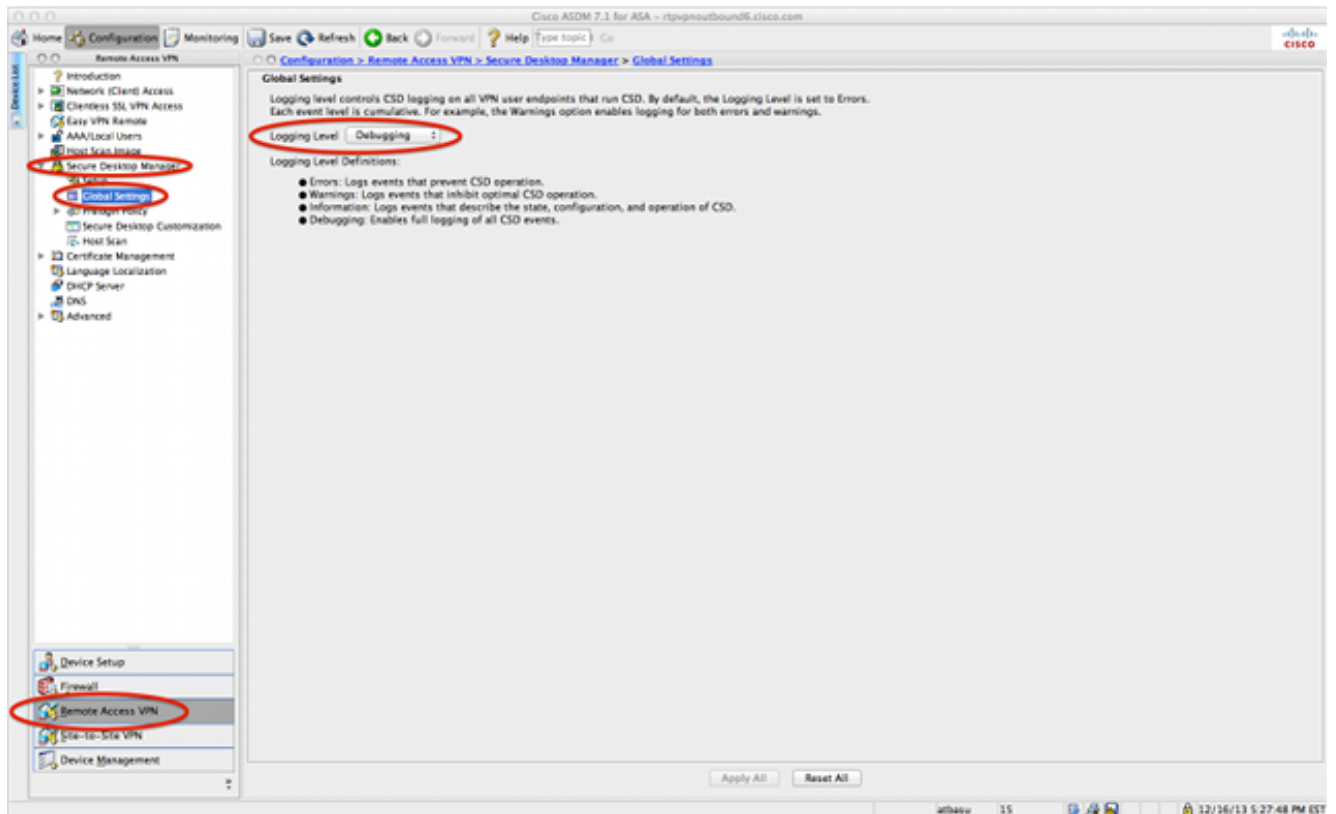 Cisco ASDM 7.1 for ASA - rtpvpnoutbound6.cisco.com
Home Configuration Monitoring Save Refresh Back Forward Help Type topic t Go
CISCO
Device List
Remote Access VPN
Introduction
Network (Client) Access
Clientless SSL VPN Access
Easy VPN Remote
AAA/Local Users
Host Scan Image
Secure Desktop Manager
Setup
Global Settings
Prelogin Policy
Secure Desktop Customization
Host Scan
Certificate Management
Language Localization
DHCP Server
DNS
Advanced
Device Setup
Firewall
Remote Access VPN
Site-to-Site VPN
Device Management
Configuration > Remote Access VPN > Secure Desktop Manager > Global Settings
Global Settings
Logging level controls CSD logging on all VPN user endpoints that run CSD. By default, the Logging Level is set to Errors.
Each event level is cumulative. For example, the Warnings option enables logging for both errors and warnings.
Logging Level Debugging
Logging Level Definitions:
● Errors: Logs events that prevent CSD operation.
● Warnings: Logs events that inhibit optimal CSD operation.
● Information: Logs events that describe the state, configuration, and operation of CSD.
● Debugging: Enables full logging of all CSD events.
Apply All Reset All
atbasu 15 12/16/13 5:27:48 PM EST